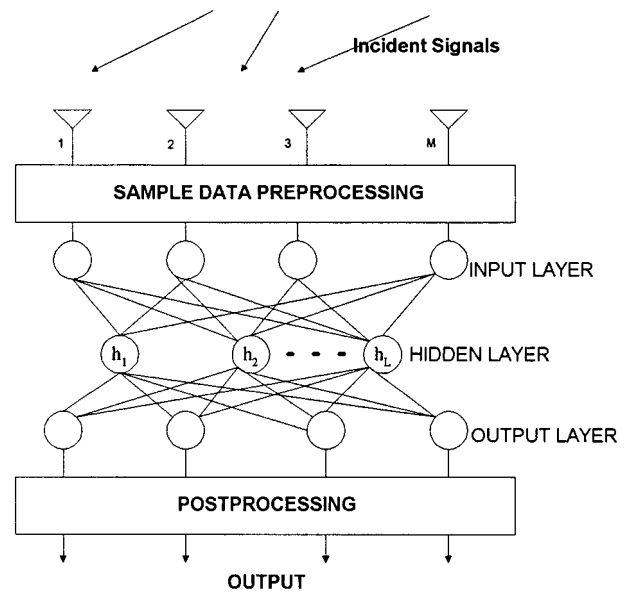 Incident Signals
1 2 3 M
SAMPLE DATA PREPROCESSING
INPUT LAYER
h1 h2 - - - hL HIDDEN LAYER
OUTPUT LAYER
POSTPROCESSING
OUTPUT